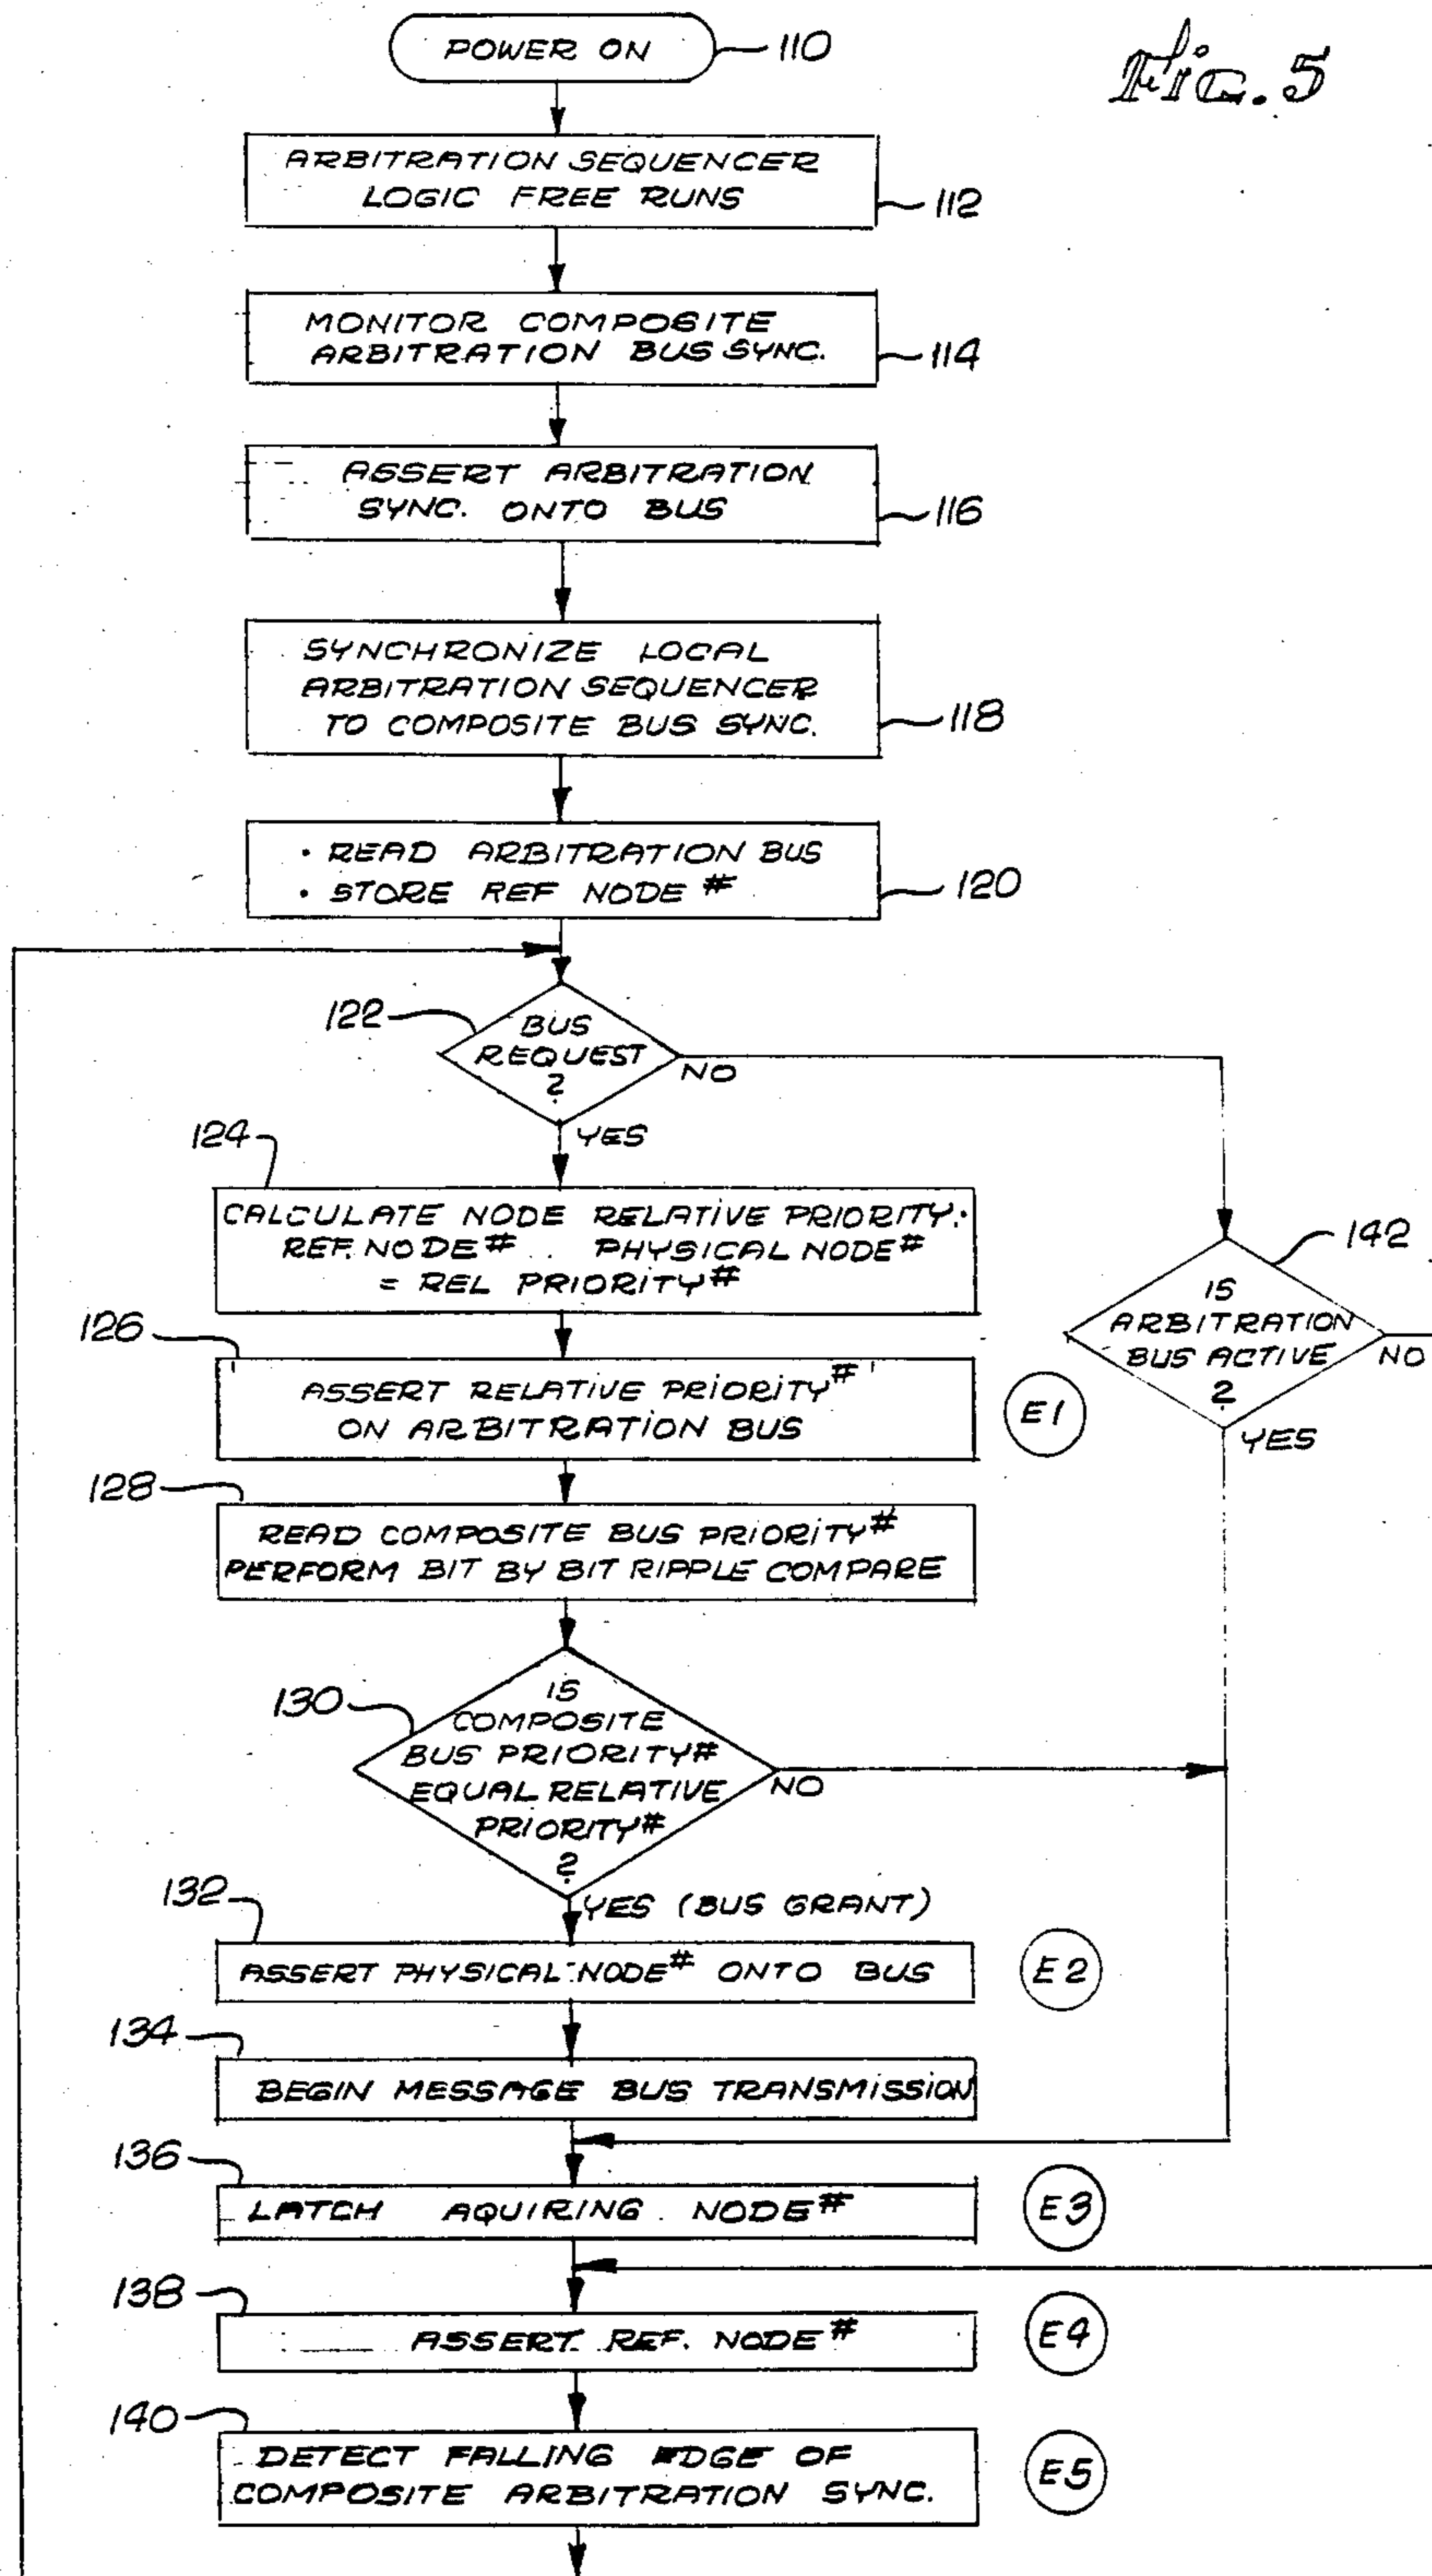 Fig. 5
POWER ON
110
ARBITRATION SEQUENCER
LOGIC FREE RUNS
112
MONITOR COMPOSITE
ARBITRATION BUS SYNC.
114
ASSERT ARBITRATION
SYNC. ONTO BUS
116
SYNCHRONIZE LOCAL
ARBITRATION SEQUENCER
TO COMPOSITE BUS SYNC.
118
• READ ARBITRATION BUS
• STORE REF NODE #
120
122
BUS
REQUEST
?
NO
YES
124
CALCULATE NODE RELATIVE PRIORITY:
REF. NODE # .. PHYSICAL NODE #
= REL PRIORITY #
142
IS
ARBITRATION
BUS ACTIVE
?
NO
YES
126
ASSERT RELATIVE PRIORITY #
ON ARBITRATION BUS
E1
128
READ COMPOSITE BUS PRIORITY #
PERFORM BIT BY BIT RIPPLE COMPARE
130
IS
COMPOSITE
BUS PRIORITY #
EQUAL RELATIVE
PRIORITY #
?
NO
YES (BUS GRANT)
132
ASSERT PHYSICAL NODE # ONTO BUS
E2
134
BEGIN MESSAGE BUS TRANSMISSION
136
LATCH AQUIRING NODE #
E3
138
ASSERT REF. NODE #
E4
140
DETECT FALLING EDGE OF
COMPOSITE ARBITRATION SYNC.
E5